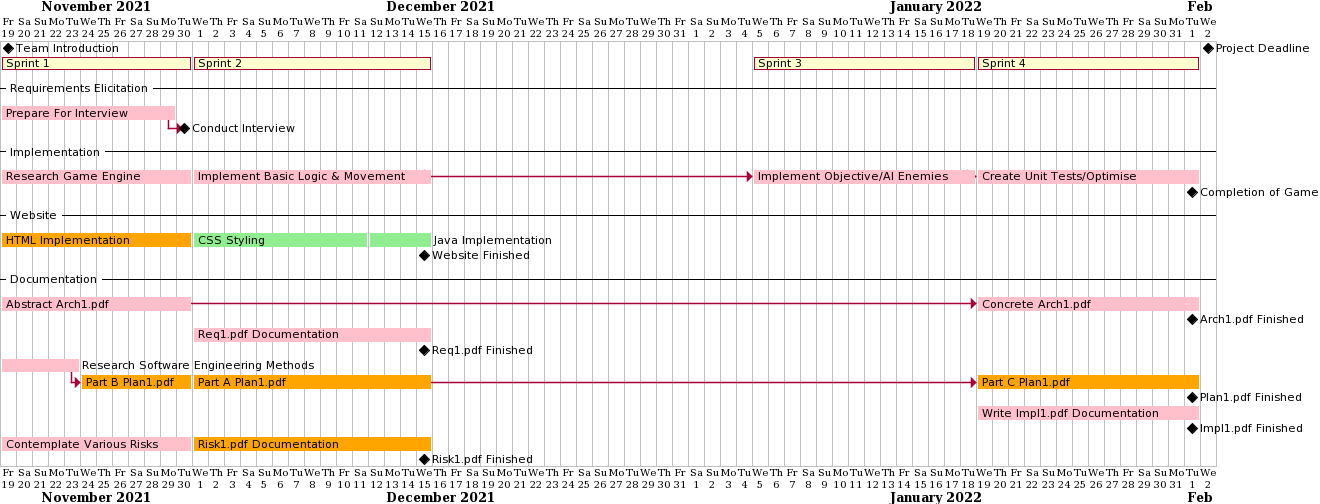 November 2021 December 2021 January 2022 Feb
Fr Sa Su Mo Tu We Th Fr Sa Su Mo Tu We Th Fr Sa Su Mo Tu We Th Fr Sa Su Mo Tu We Th Fr Sa Su Mo Tu We Th Fr Sa Su Mo Tu We Th Fr Sa Su Mo Tu We Th Fr Sa Su Mo Tu We Th Fr Sa Su Mo Tu We Th Fr Sa Su Mo Tu We Th Fr Sa Su Mo Tu We
19 20 21 22 23 24 25 26 27 28 29 30 1 2 3 4 5 6 7 8 9 10 11 12 13 14 15 16 17 18 19 20 21 22 23 24 25 26 27 28 29 30 31 1 2 3 4 5 6 7 8 9 10 11 12 13 14 15 16 17 18 19 20 21 22 23 24 25 26 27 28 29 30 31 1 2
Team Introduction Project Deadline
Sprint 1 Sprint 2 Sprint 3 Sprint 4
Requirements Elicitation
Prepare For Interview
Conduct Interview
Implementation
Research Game Engine Implement Basic Logic & Movement Implement Objective/AI Enemies Create Unit Tests/Optimise
Completion of Game
Website
HTML Implementation CSS Styling Java Implementation
Website Finished
Documentation
Abstract Arch1.pdf Concrete Arch1.pdf
Arch1.pdf Finished
Req1.pdf Documentation
Req1.pdf Finished
Research Software Engineering Methods
Part B Plan1.pdf Part A Plan1.pdf Part C Plan1.pdf
Plan1.pdf Finished
Write Impl1.pdf Documentation
Impl1.pdf Finished
Contemplate Various Risks Risk1.pdf Documentation
Risk1.pdf Finished
Fr Sa Su Mo Tu We Th Fr Sa Su Mo Tu We Th Fr Sa Su Mo Tu We Th Fr Sa Su Mo Tu We Th Fr Sa Su Mo Tu We Th Fr Sa Su Mo Tu We Th Fr Sa Su Mo Tu We Th Fr Sa Su Mo Tu We Th Fr Sa Su Mo Tu We Th Fr Sa Su Mo Tu We Th Fr Sa Su Mo Tu We
19 20 21 22 23 24 25 26 27 28 29 30 1 2 3 4 5 6 7 8 9 10 11 12 13 14 15 16 17 18 19 20 21 22 23 24 25 26 27 28 29 30 31 1 2 3 4 5 6 7 8 9 10 11 12 13 14 15 16 17 18 19 20 21 22 23 24 25 26 27 28 29 30 31 1 2
November 2021 December 2021 January 2022 Feb